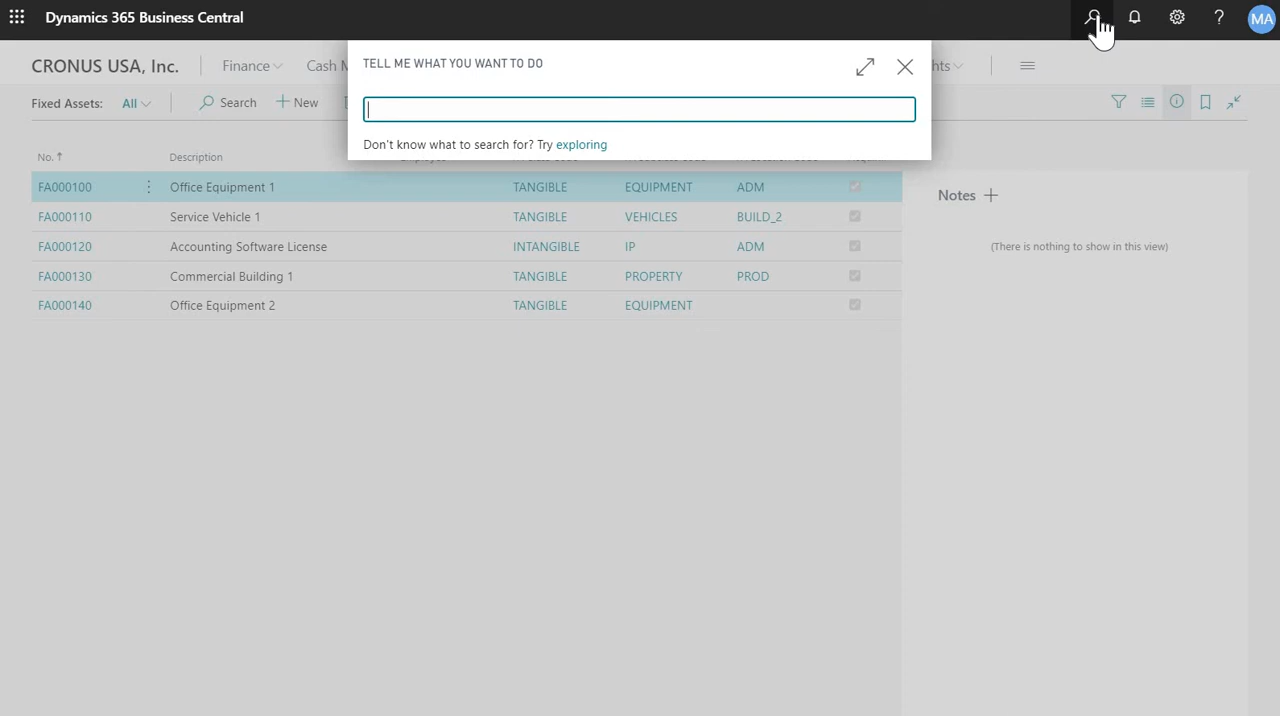 Dynamics 365 Business Central
MA
TELL ME WHAT YOU WANT TO DO
Don't know what to search for? Try exploring
CRONUS USA, Inc. Finance Cash M
Fixed Assets: All Search New
No. ↑ Description
FA000100 Office Equipment 1 TANGIBLE EQUIPMENT ADM
FA000110 Service Vehicle 1 TANGIBLE VEHICLES BUILD_2
FA000120 Accounting Software License INTANGIBLE IP ADM
FA000130 Commercial Building 1 TANGIBLE PROPERTY PROD
FA000140 Office Equipment 2 TANGIBLE EQUIPMENT
Notes
(There is nothing to show in this view)